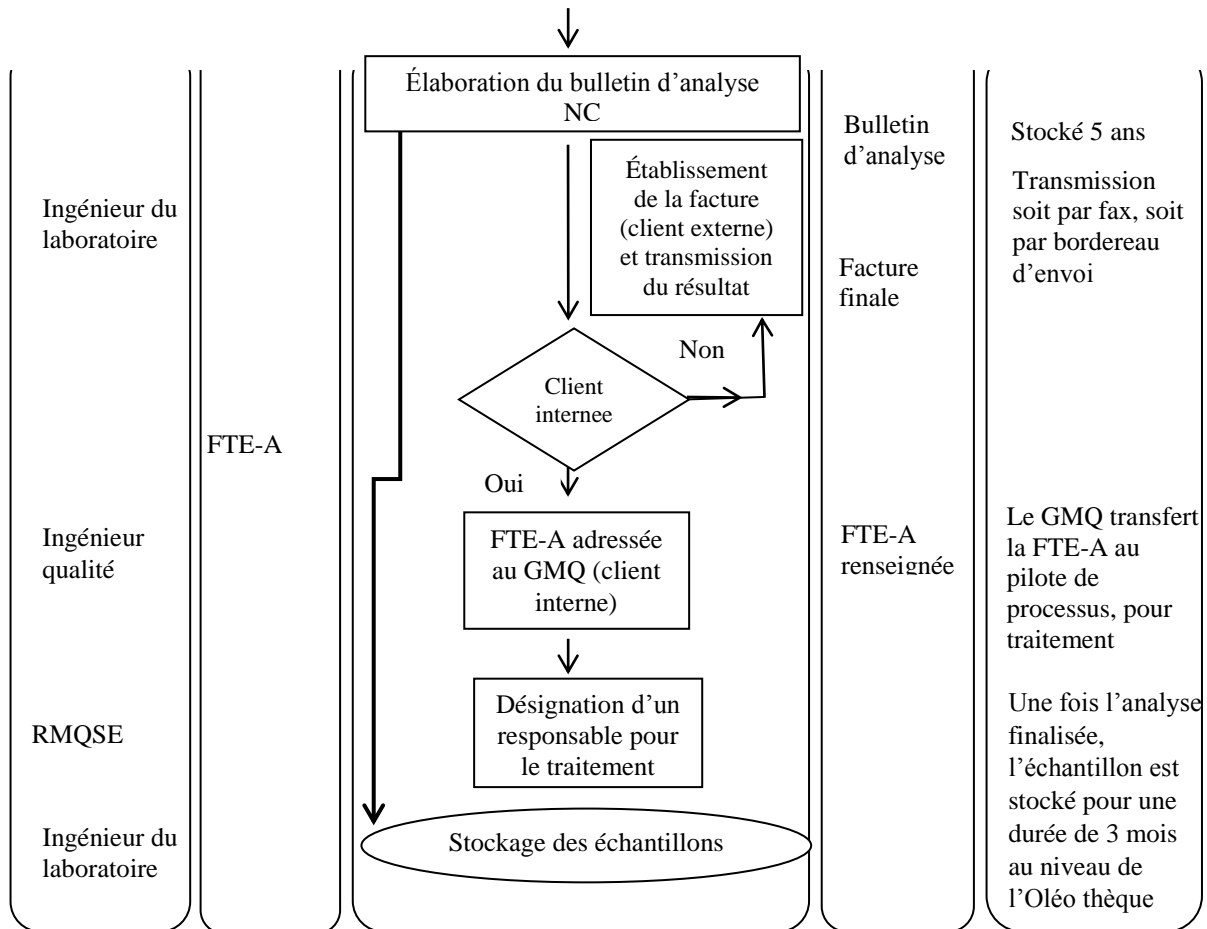 Élaboration du bulletin d'analyse
NC
Bulletin
d'analyse
Stocké 5 ans
Établissement
de la facture
(client externe)
et transmission
du résultat
Transmission
soit par fax, soit
par bordereau
d'envoi
Ingénieur du
laboratoire
Facture
finale
Non
Client
internee
FTE-A
Oui
Ingénieur
qualité
FTE-A adressée
au GMQ (client
interne)
FTE-A
renseignée
Le GMQ transfert
la FTE-A au
pilote de
processus, pour
traitement
RMQSE
Désignation d'un
responsable pour
le traitement
Une fois l'analyse
finalisée,
l'échantillon est
stocké pour une
durée de 3 mois
au niveau de
l'Oléo thèque
Ingénieur du
laboratoire
Stockage des échantillons